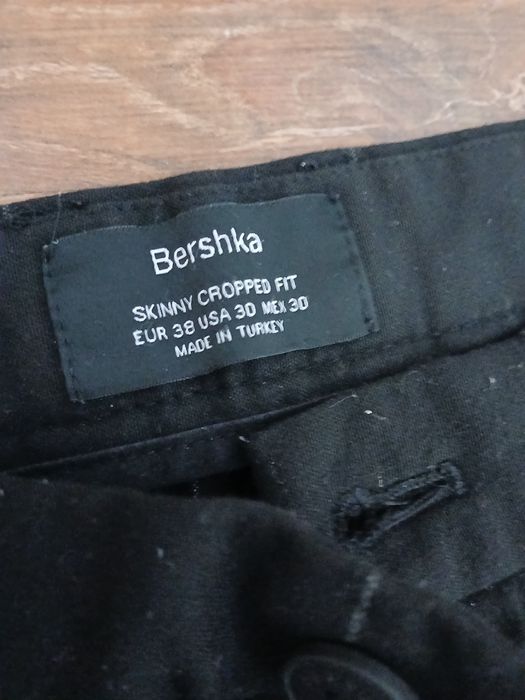 Bershka
SKINNY CROPPED FIT
EUR 38 USA 30 MEX 30
MADE IN TURKEY